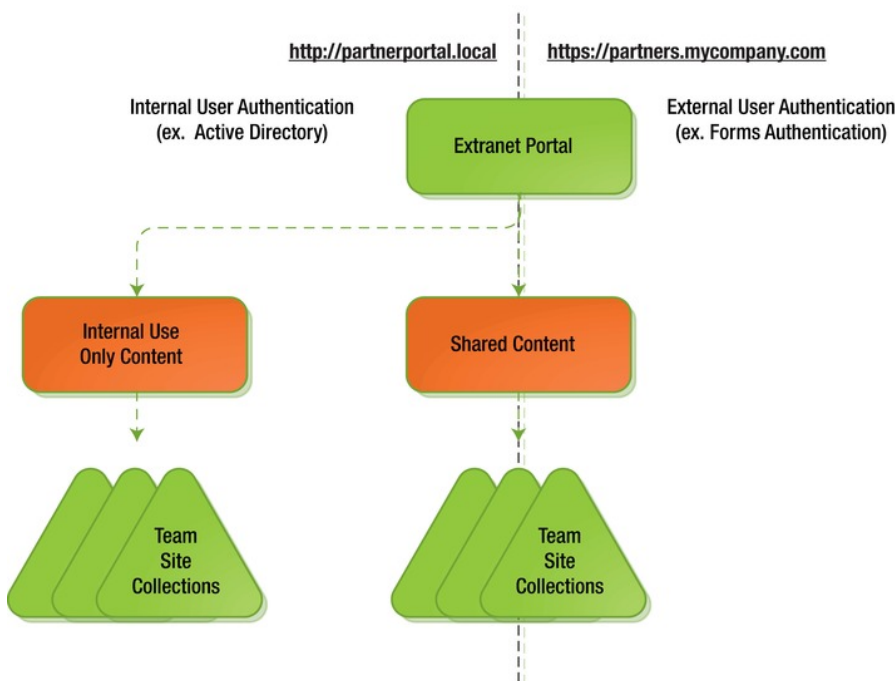 http://partnerportal.local
https://partners.mycompany.com
Internal User Authentication
(ex.  Active Directory)
External User Authentication
(ex. Forms Authentication)
Extranet Portal
Internal Use
Only Content
Shared Content
Team
Site
Collections
Team
Site
Collections